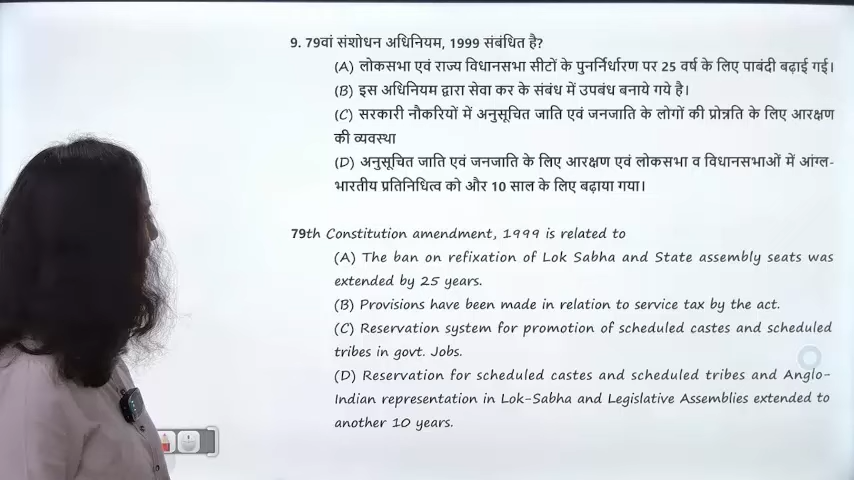 9. 79वां संशोधन अधिनियम, 1999 संबंधित है?
(A) लोकसभा एवं राज्य विधानसभा सीटों के पुनर्निर्धारण पर 25 वर्ष के लिए पाबंदी बढ़ाई गई।
(B) इस अधिनियम द्वारा सेवा कर के संबंध में उपबंध बनाये गये है।
(C) सरकारी नौकरियों में अनुसूचित जाति एवं जनजाति के लोगों की प्रोन्नति के लिए आरक्षण
की व्यवस्था
(D) अनुसूचित जाति एवं जनजाति के लिए आरक्षण एवं लोकसभा व विधानसभाओं में आंग्ल-
भारतीय प्रतिनिधित्व को और 10 साल के लिए बढ़ाया गया।
79th Constitution amendment, 1999 is related to
(A) The ban on refixation of Lok Sabha and State assembly seats was
extended by 25 years.
(B) Provisions have been made in relation to service tax by the act.
(C) Reservation system for promotion of scheduled castes and scheduled
tribes in govt. Jobs.
(D) Reservation for scheduled castes and scheduled tribes and Anglo-
Indian representation in Lok-Sabha and Legislative Assemblies extended to
another 10 years.